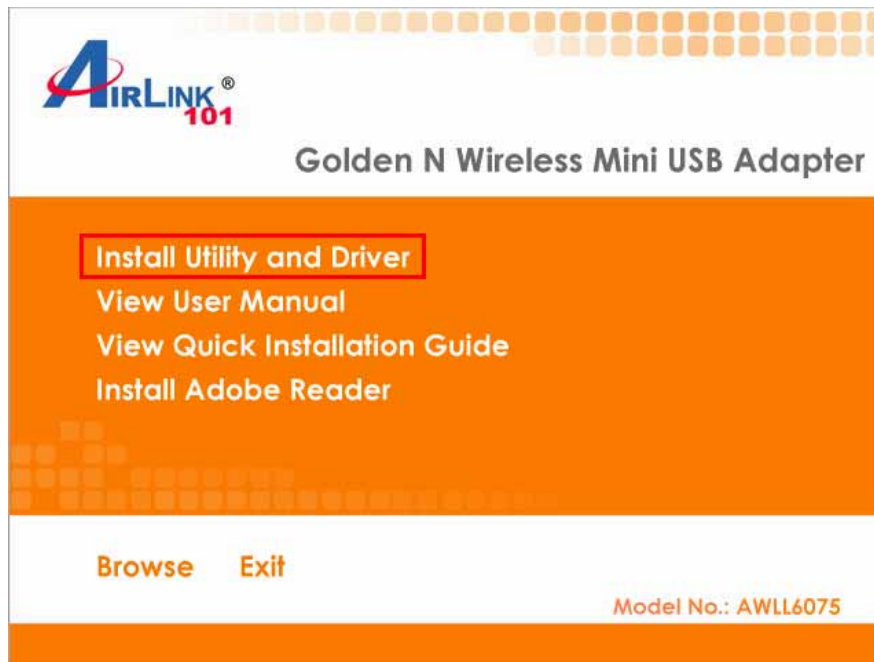 AIRLINK®
101
Golden N Wireless Mini USB Adapter
Install Utility and Driver
View User Manual
View Quick Installation Guide
Install Adobe Reader
Browse Exit
Model No.: AWLL6075